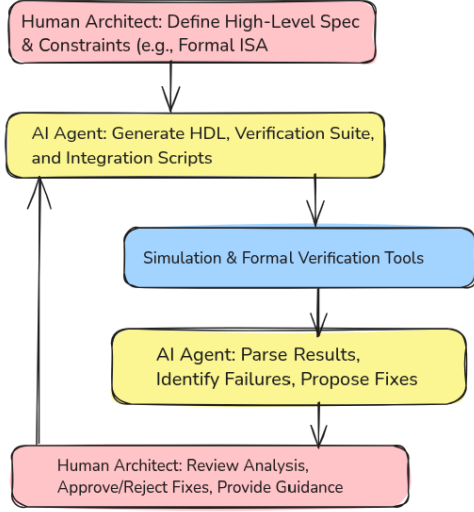 Human Architect: Define High-Level Spec
& Constraints (e.g., Formal ISA
AI Agent: Generate HDL, Verification Suite,
and Integration Scripts
Simulation & Formal Verification Tools
AI Agent: Parse Results,
Identify Failures, Propose Fixes
Human Architect: Review Analysis,
Approve/Reject Fixes, Provide Guidance